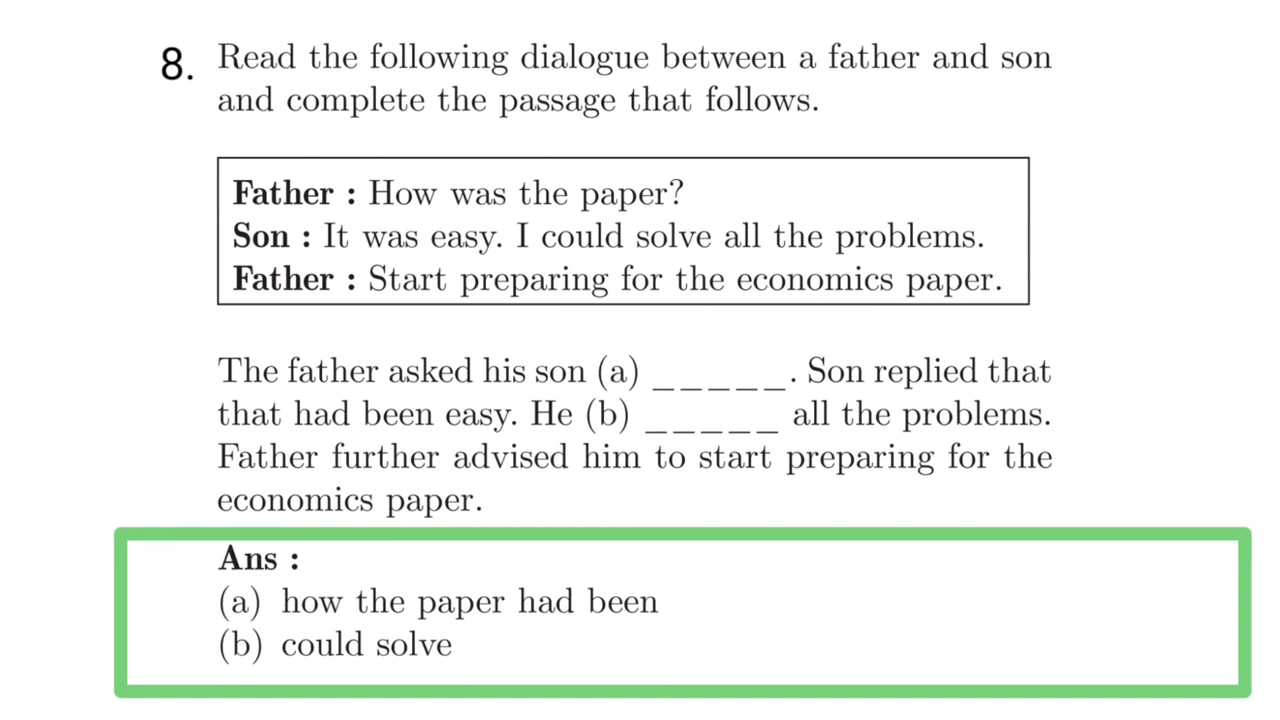 8. Read the following dialogue between a father and son
and complete the passage that follows.
Father : How was the paper?
Son : It was easy. I could solve all the problems.
Father : Start preparing for the economics paper.
The father asked his son (a) _____. Son replied that
that had been easy. He (b) _____ all the problems.
Father further advised him to start preparing for the
economics paper.
Ans :
(a) how the paper had been
(b) could solve